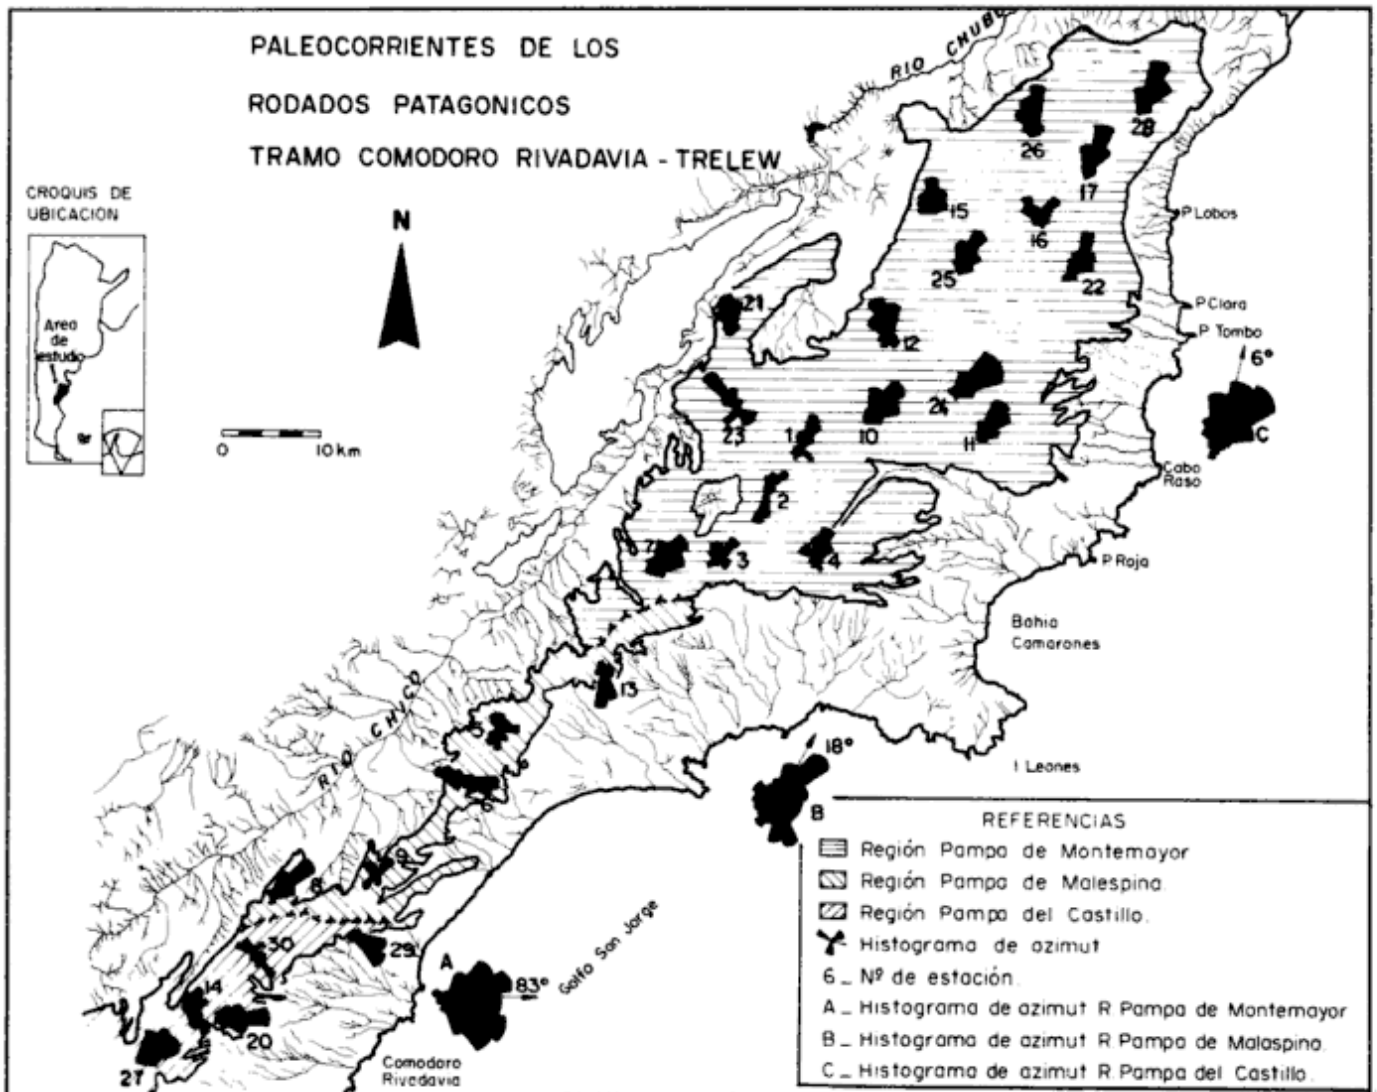 PALEOCORRIENTES DE LOS
RODADOS PATAGONICOS
TRAMO COMODORO RIVADAVIA - TRELEW
CROQUIS DE
UBICACION
Area
de
estudio
N
0 10 km
RIO CHUBUT
28
26
17
15
16
P Lobos
25
22
21
P Clara
12
P Tombo
6°
24
23
1
10
11
C
Cabo
Raso
2
7
3
4
P Roja
Bahia
Camarones
13
RIO CHICO
5
6
18°
I Leones
B
9
8
30
29
A
83°
Golfo San Jorge
14
20
27
Comodoro
Rivadavia
REFERENCIAS
Región Pampa de Montemayor
Región Pampa de Malespina.
Región Pampa del Castillo.
Histograma de azimut
6_ Nº de estación.
A_ Histograma de azimut R. Pampa de Montemayor
B_ Histograma de azimut R. Pampa de Malaspina.
C_ Histograma de azimut R. Pampa del Castillo.